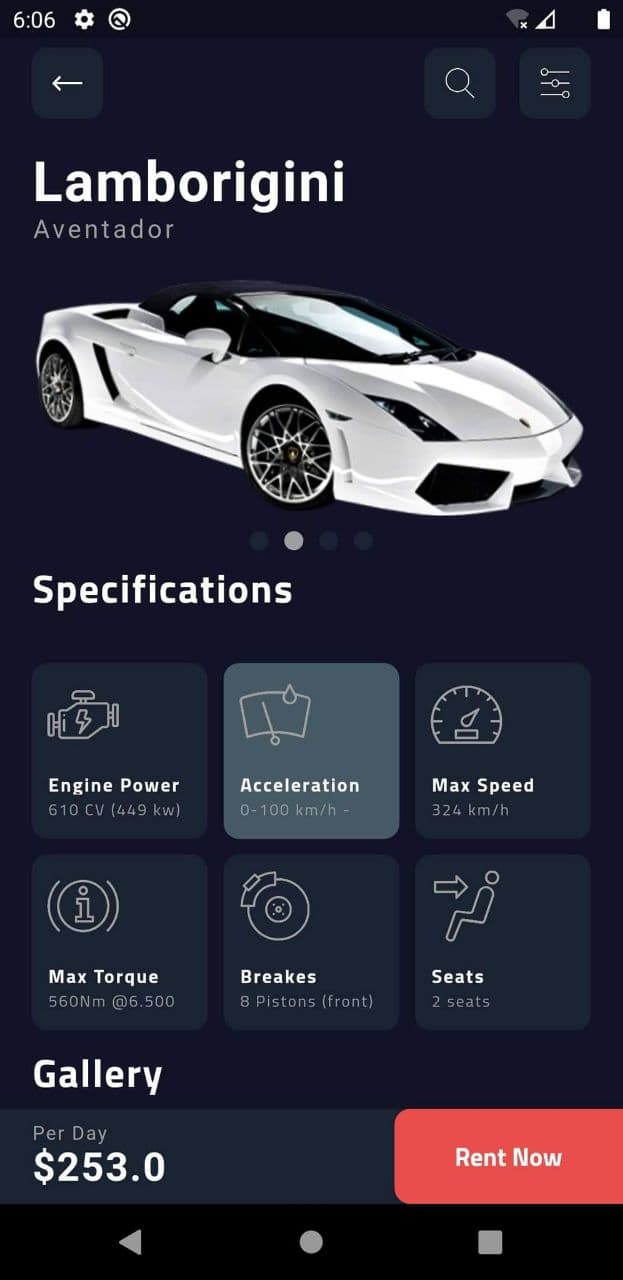 6:06
Lamborigini
Aventador
Specifications
Engine Power
610 CV (449 kw)
Acceleration
0-100 km/h -
Max Speed
324 km/h
Max Torque
560Nm @6.500
Breakes
8 Pistons (front)
Seats
2 seats
Gallery
Per Day
$253.0
Rent Now